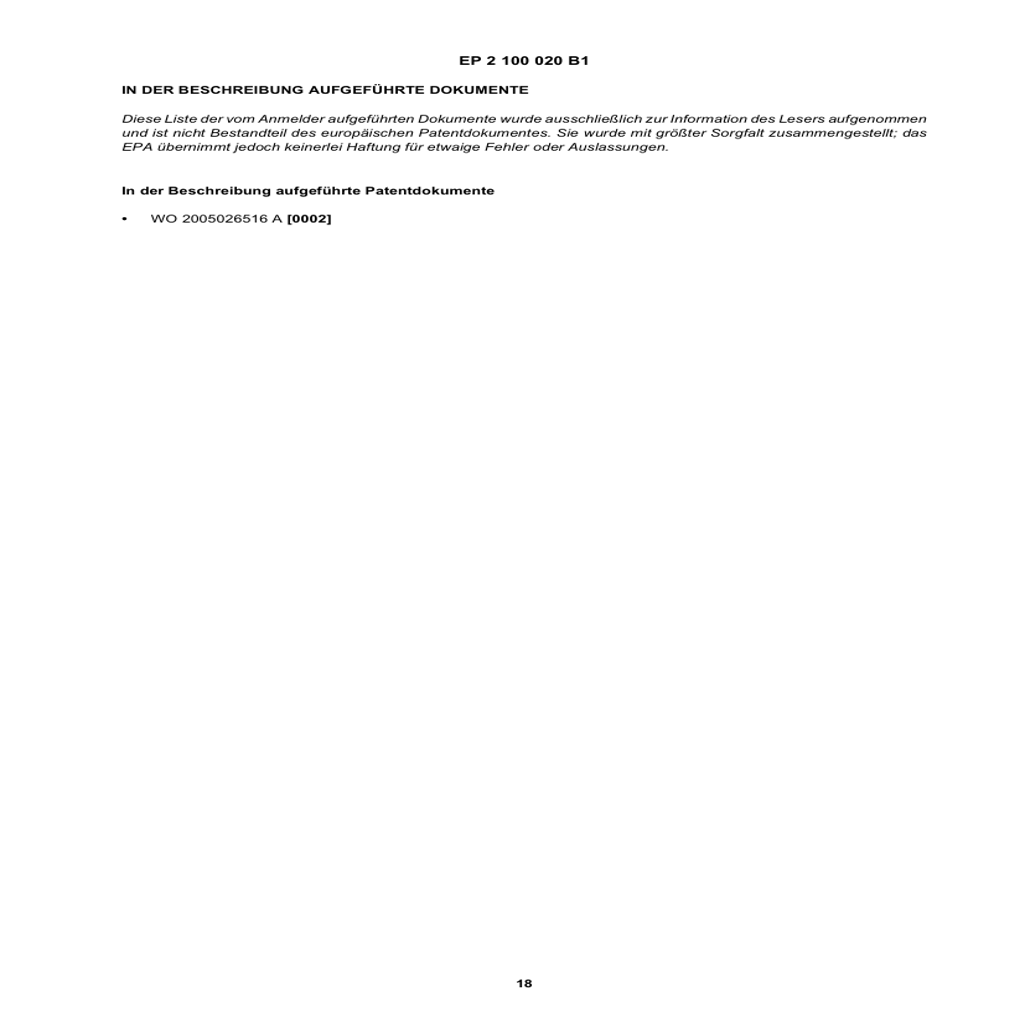 EP 2 100 020 B1
IN DER BESCHREIBUNG AUFGEFÜHRTE DOKUMENTE
Diese Liste der vom Anmelder aufgeführten Dokumente wurde ausschließlich zur Information des Lesers aufgenommen
und ist nicht Bestandteil des europäischen Patentdokumentes. Sie wurde mit größter Sorgfalt zusammengestellt; das
EPA übernimmt jedoch keinerlei Haftung für etwaige Fehler oder Auslassungen.
In der Beschreibung aufgeführte Patentdokumente
• WO 2005026516 A [0002]
18